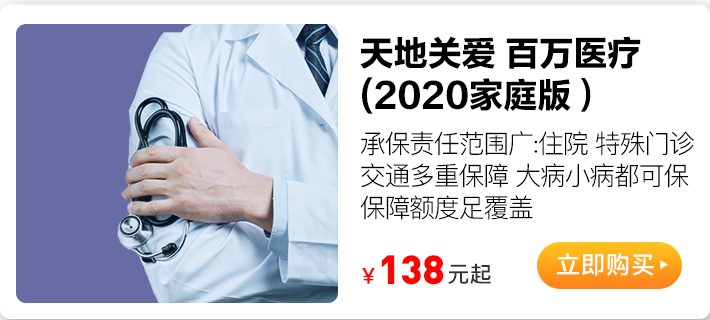 天地关爱 百万医疗
(2020家庭版 )
承保责任范围广:住院 特殊门诊
交通多重保障 大病小病都可保
保障额度足覆盖
¥ 138元起
立即购买